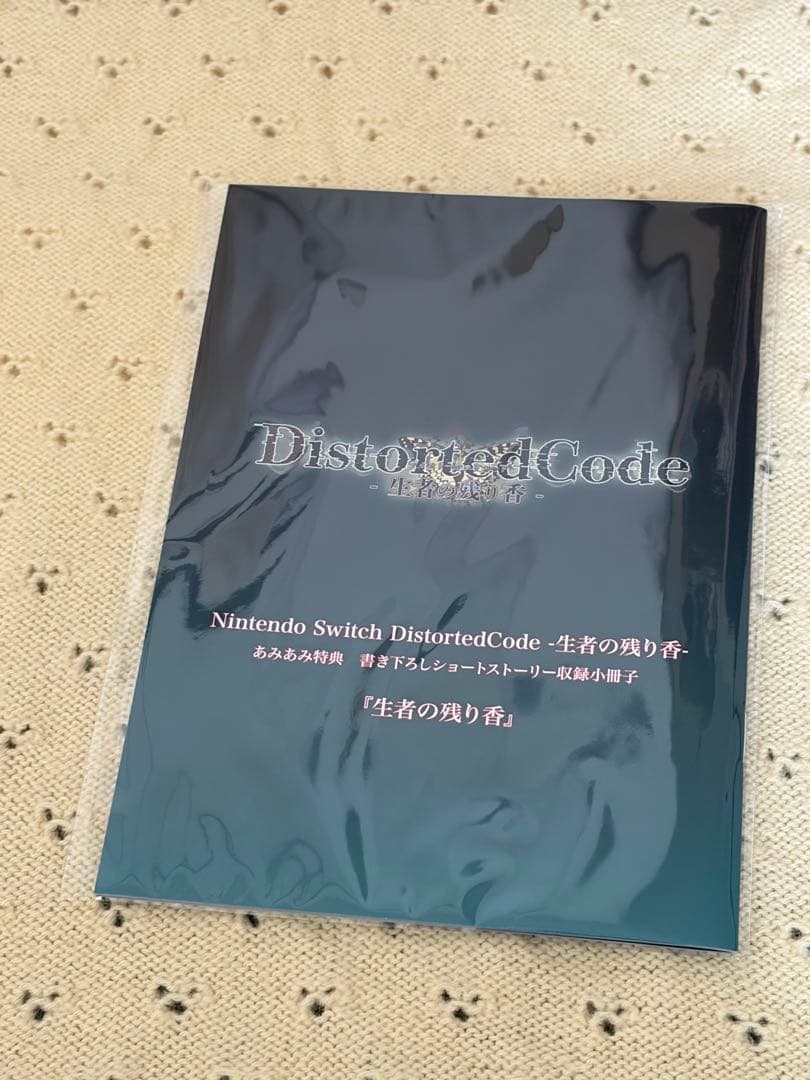 DistortedCode
- 生者の残り香 -
Nintendo Switch DistortedCode -生者の残り香-
あみあみ特典　書き下ろしショートストーリー収録小冊子
『生者の残り香』